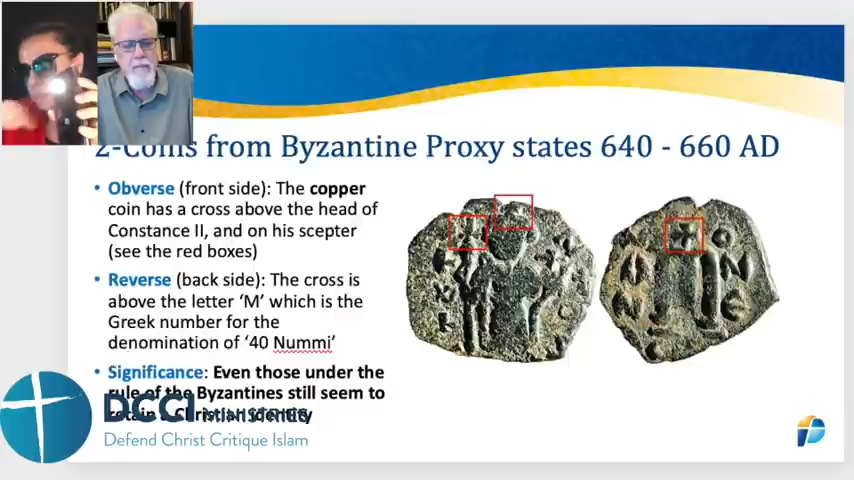 2-Coins from Byzantine Proxy states 640 - 660 AD
• Obverse (front side): The copper
coin has a cross above the head of
Constance II, and on his scepter
(see the red boxes)
• Reverse (back side): The cross is
above the letter ‘M’ which is the
Greek number for the
denomination of ‘40 Nummi’
• Significance: Even those under the
rule of the Byzantines still seem to
retain a Christian identity
DCCI MINISTRIES
Defend Christ Critique Islam